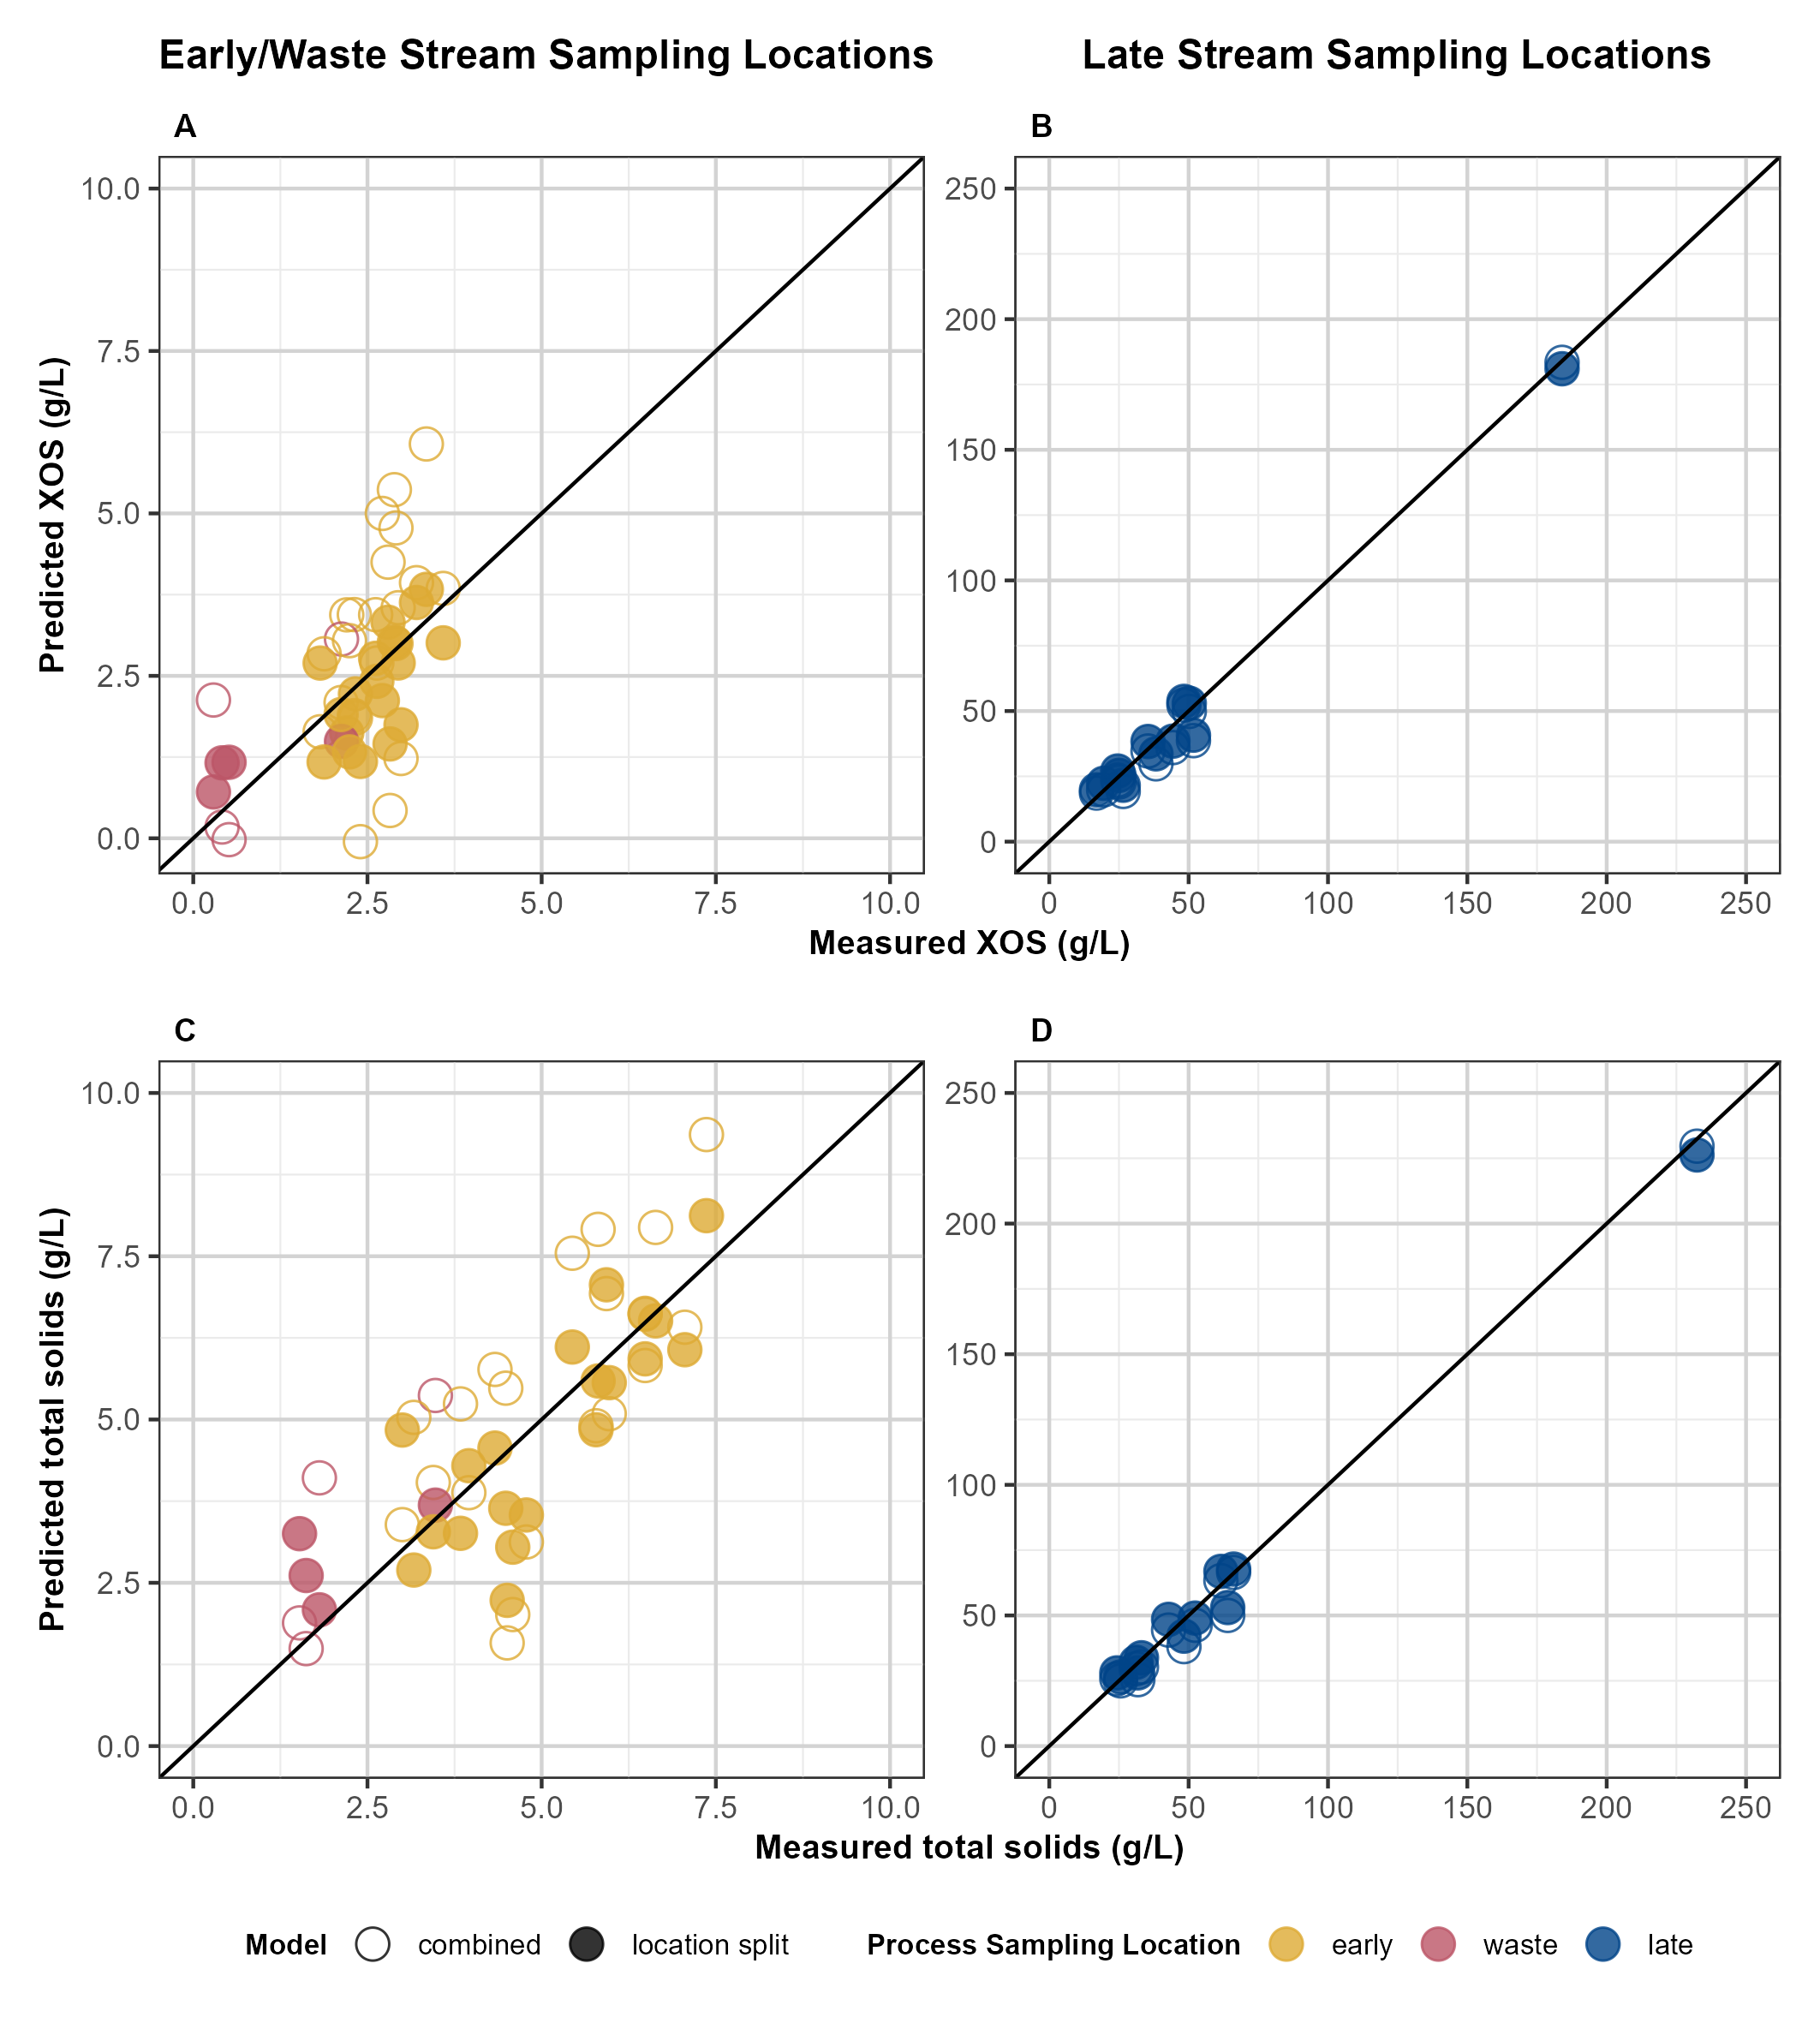 Early/Waste Stream Sampling Locations
Late Stream Sampling Locations
A
B
10.0
7.5
5.0
2.5
0.0
Predicted XOS (g/L)
250
200
150
100
50
0
0.0 2.5 5.0 7.5 10.0
0 50 100 150 200 250
Measured XOS (g/L)
C
D
10.0
7.5
5.0
2.5
0.0
Predicted total solids (g/L)
250
200
150
100
50
0
0.0 2.5 5.0 7.5 10.0
0 50 100 150 200 250
Measured total solids (g/L)
Model combined location split Process Sampling Location early waste late